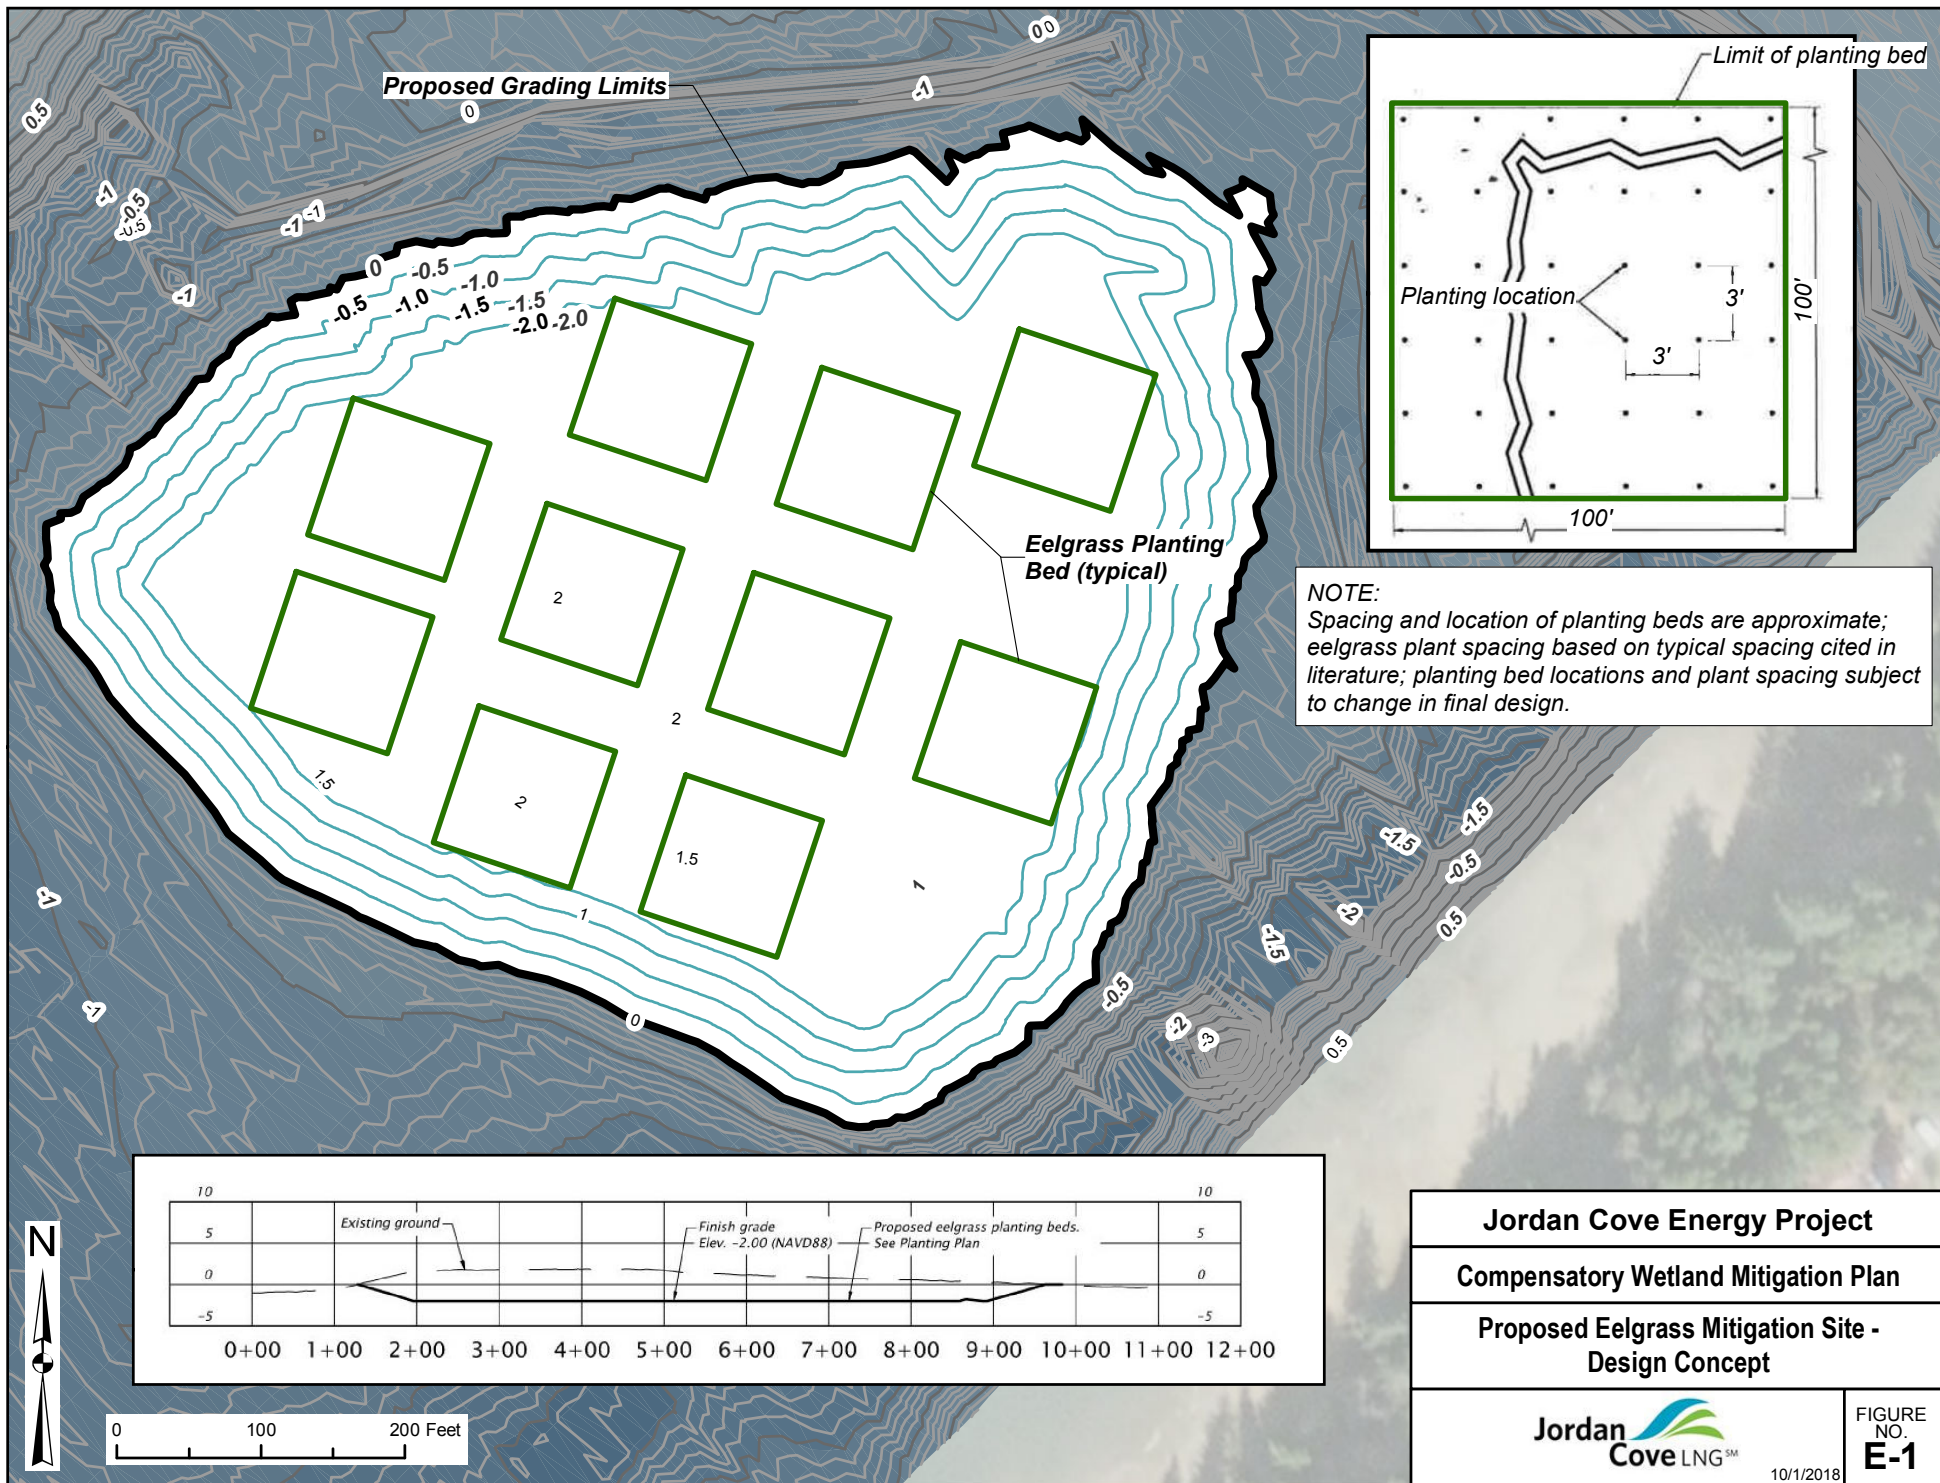 Proposed Grading Limits
Limit of planting bed
Planting location
3'
3'
100'
100'
0.5
00
-1
0
-1
-0.5
-0.5
-1
-1
-1
0
-0.5
-1.0
-0.5
-1.0
-1.5
-1.5
-2.0
-2.0
Eelgrass Planting
Bed (typical)
NOTE:
Spacing and location of planting beds are approximate;
eelgrass plant spacing based on typical spacing cited in
literature; planting bed locations and plant spacing subject
to change in final design.
2
2
1.5
2
1.5
1
1
0
-1
-1
-1.5
-1.5
-0.5
-2
0.5
-1.5
-0.5
-2
-3
0.5
10
10
Existing ground
Finish grade
Elev. -2.00 (NAVD88)
Proposed eelgrass planting beds.
See Planting Plan
5
5
0
0
-5
-5
0+00 1+00 2+00 3+00 4+00 5+00 6+00 7+00 8+00 9+00 10+00 11+00 12+00
N
0 100 200 Feet
Jordan Cove Energy Project
Compensatory Wetland Mitigation Plan
Proposed Eelgrass Mitigation Site -
Design Concept
Jordan
Cove LNG SM
10/1/2018
FIGURE
NO.
E-1